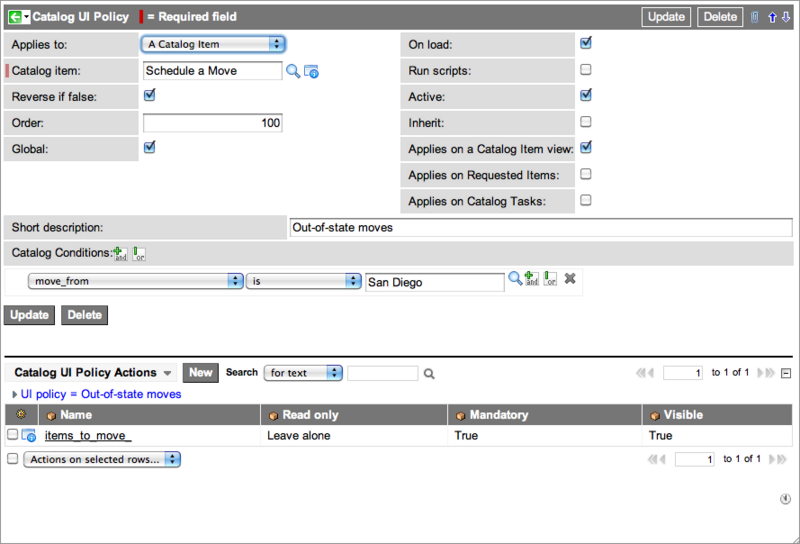 Catalog UI Policy = Required field Update Delete
Applies to: A Catalog Item On load:
Catalog item: Schedule a Move Run scripts:
Reverse if false: Active:
Order: 100 Inherit:
Global: Applies on a Catalog Item view:
Applies on Requested Items:
Applies on Catalog Tasks:
Short description: Out-of-state moves
Catalog Conditions: and or
move_from is San Diego and or
Update Delete
Catalog UI Policy Actions New Search for text 1 to 1 of 1
UI policy = Out-of-state moves
Name Read only Mandatory Visible
items_to_move_ Leave alone True True
Actions on selected rows... 1 to 1 of 1